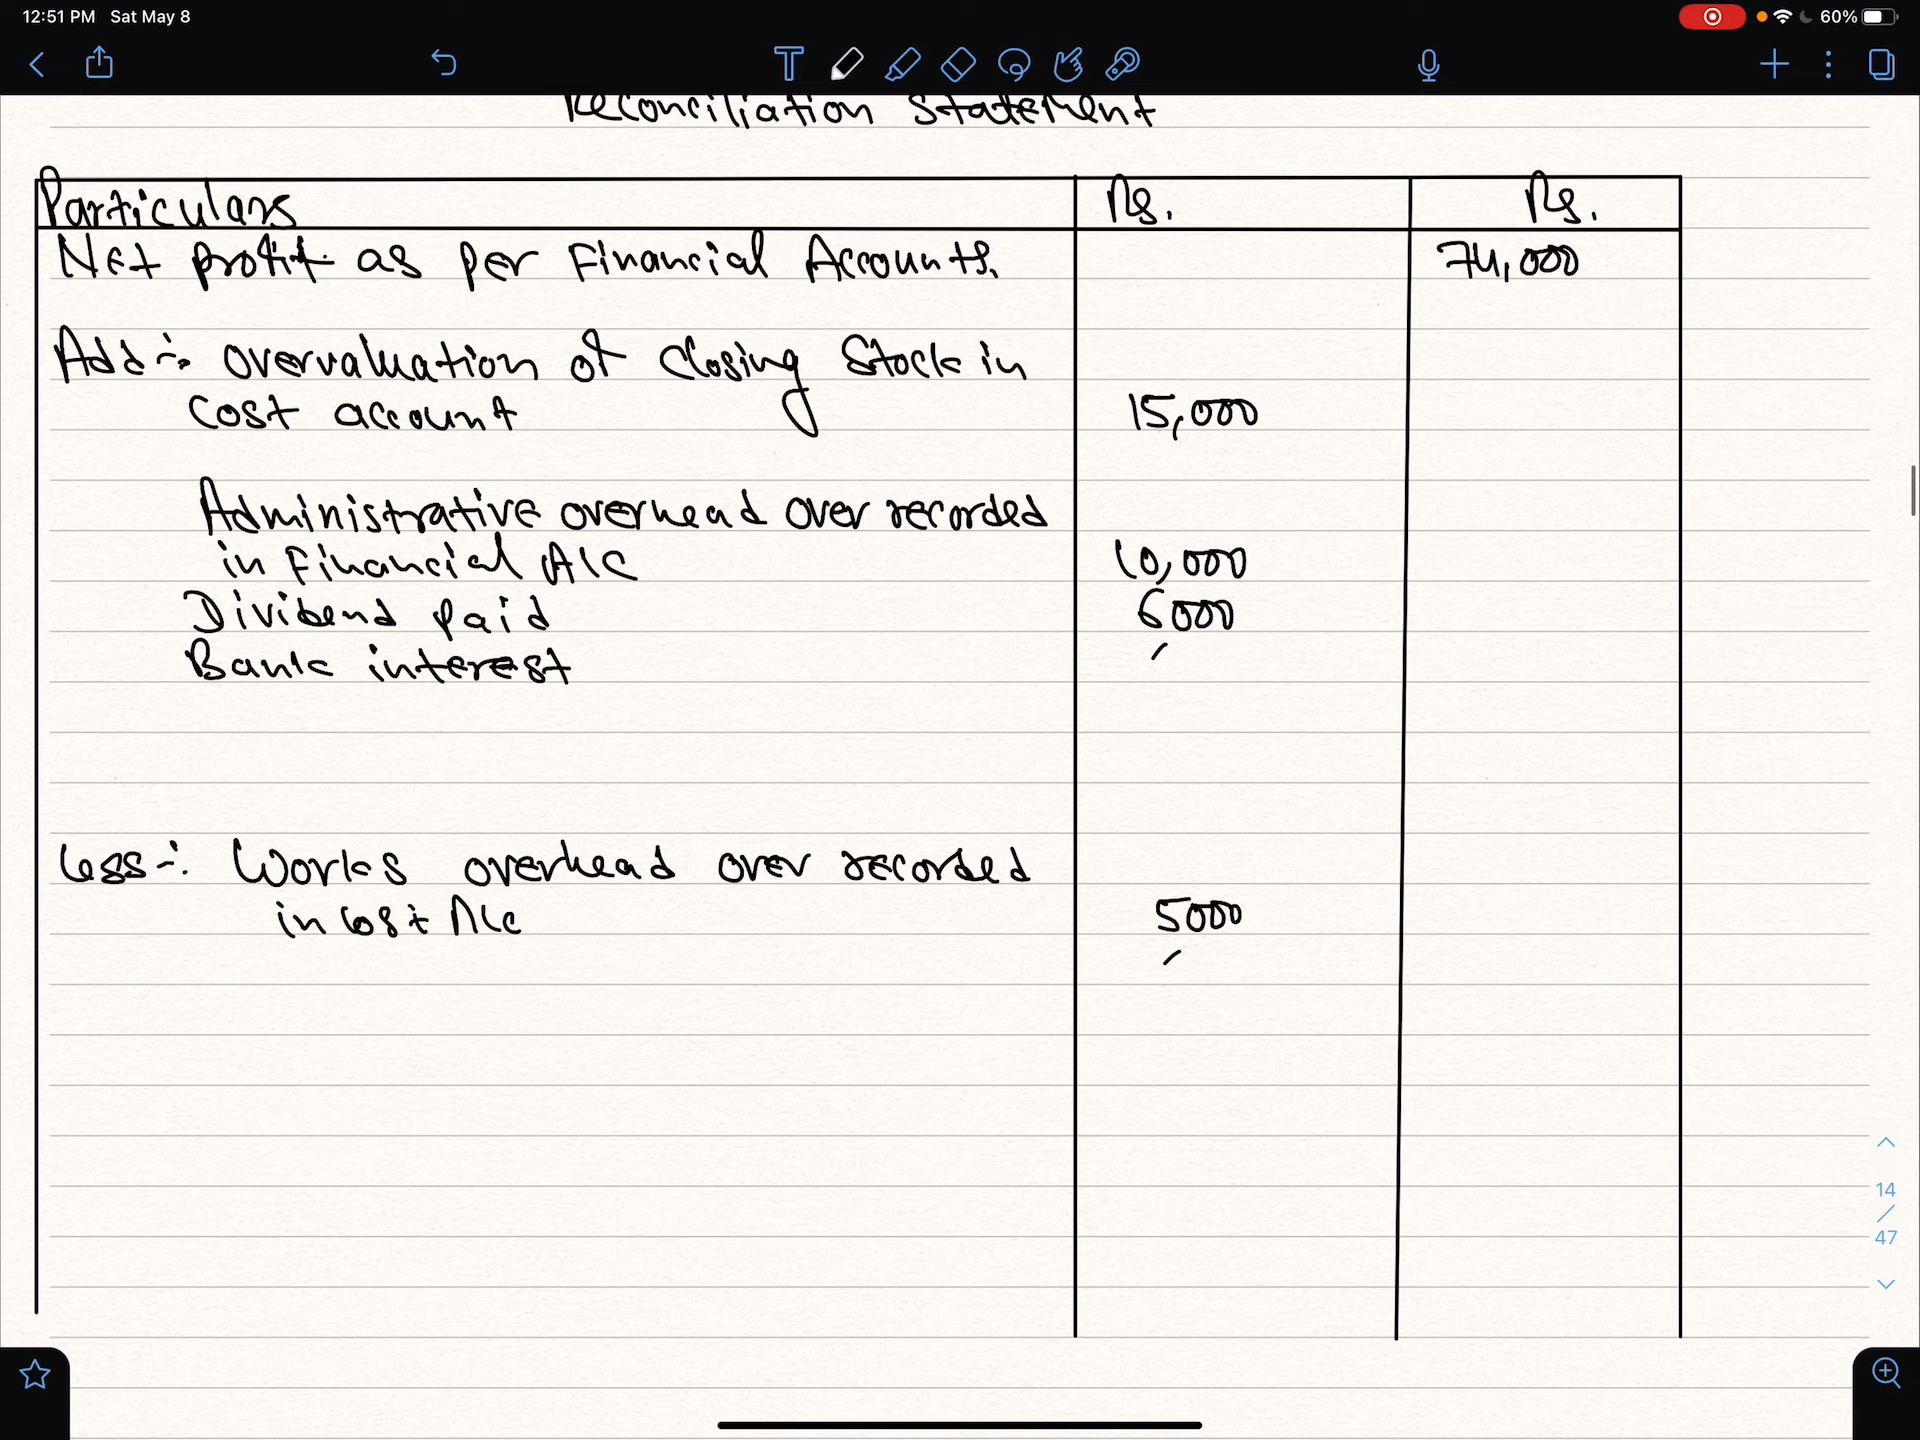 12:51 PM Sat May 8
60%
Reconciliation Statement
Particulars Rs. Rs.
Net profit as per Financial Accounts. 74,000
Add :- overvaluation of closing Stock in
cost account 15,000
Administrative overhead over recorded
in Financial A/C 10,000
Dividend paid 6000
Bank interest
Less :- Works overhead over recorded
in cost A/c 5000
14
/
47